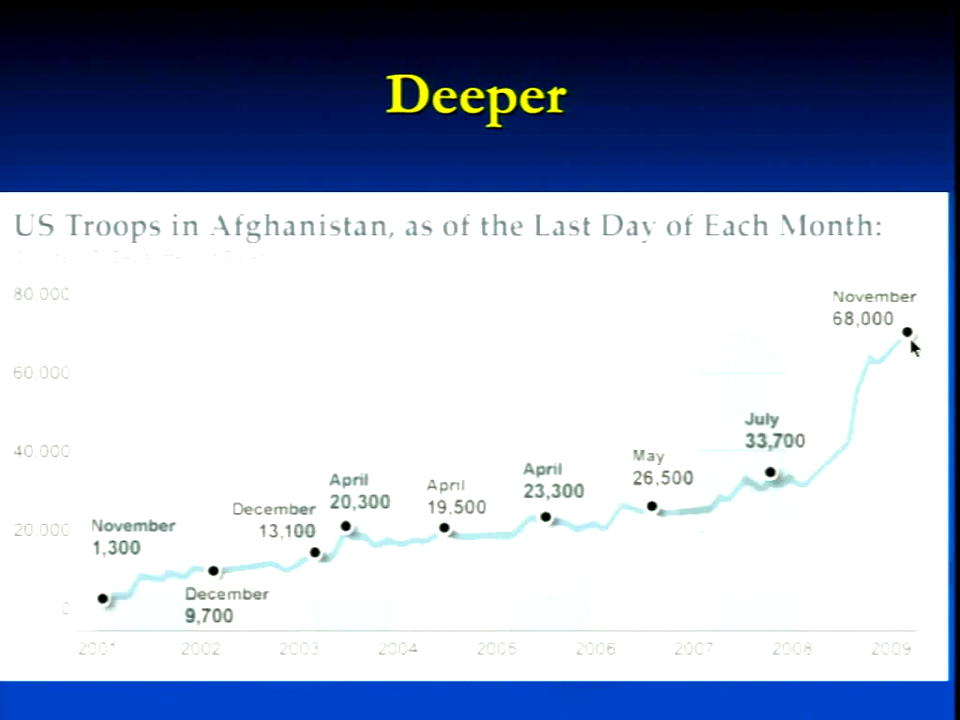 Deeper
US Troops in Afghanistan, as of the Last Day of Each Month:
80,000
60,000
40,000
20,000
0
November
68,000
July
33,700
May
26,500
April
23,300
April
19,500
April
20,300
December
13,100
November
1,300
December
9,700
2001 2002 2003 2004 2005 2006 2007 2008 2009